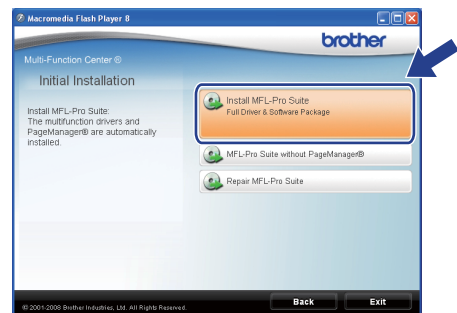 Macromedia Flash Player 8
brother
Multi-Function Center ®
Initial Installation
Install MFL-Pro Suite:
The multifunction drivers and
PageManager® are automatically
installed.
Install MFL-Pro Suite
Full Driver & Software Package
MFL-Pro Suite without PageManager®
Repair MFL-Pro Suite
© 2001-2008 Brother Industries, Ltd. All Rights Reserved.
Back
Exit